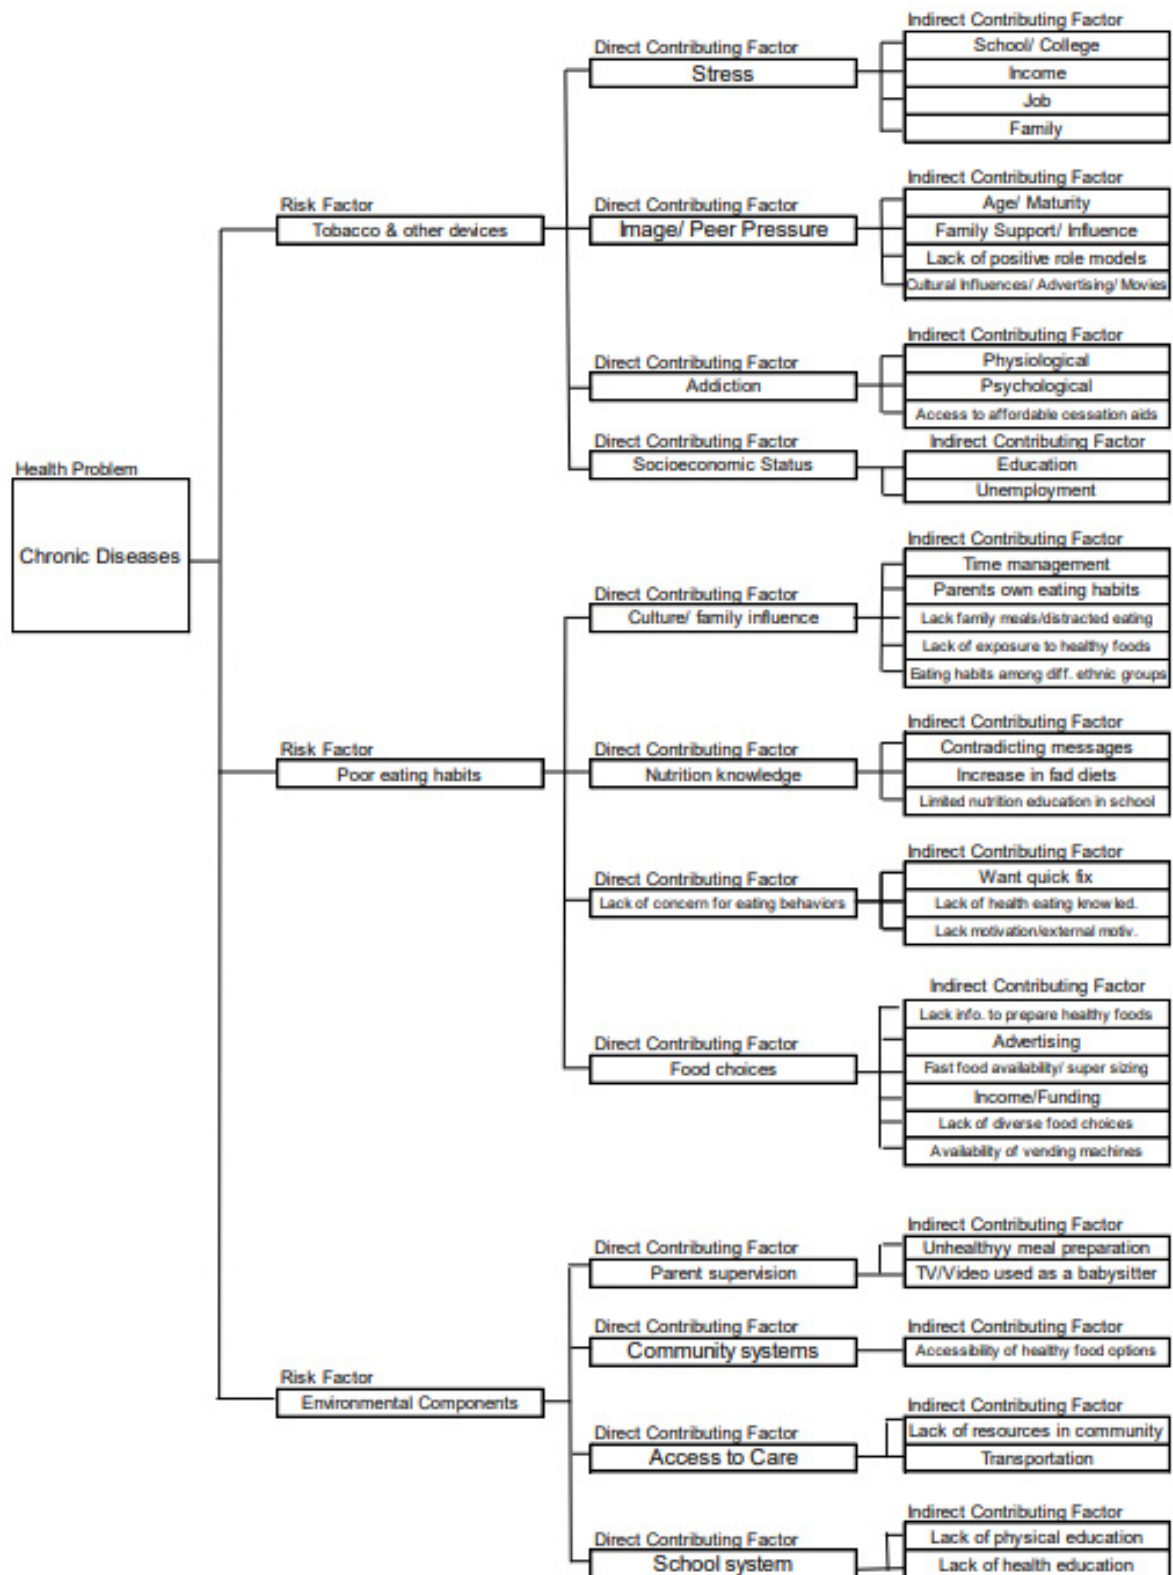 Health Problem
Chronic Diseases
Risk Factor
Tobacco & other devices
Direct Contributing Factor
Stress
Indirect Contributing Factor
School/ College
Income
Job
Family
Direct Contributing Factor
Image/ Peer Pressure
Indirect Contributing Factor
Age/ Maturity
Family Support/ Influence
Lack of positive role models
Cultural Influences/ Advertising/ Movies
Direct Contributing Factor
Addiction
Indirect Contributing Factor
Physiological
Psychological
Access to affordable cessation aids
Direct Contributing Factor
Socioeconomic Status
Indirect Contributing Factor
Education
Unemployment
Risk Factor
Poor eating habits
Direct Contributing Factor
Culture/ family influence
Indirect Contributing Factor
Time management
Parents own eating habits
Lack family meals/distracted eating
Lack of exposure to healthy foods
Eating habits among diff. ethnic groups
Direct Contributing Factor
Nutrition knowledge
Indirect Contributing Factor
Contradicting messages
Increase in fad diets
Limited nutrition education in school
Direct Contributing Factor
Lack of concern for eating behaviors
Indirect Contributing Factor
Want quick fix
Lack of health eating knowled.
Lack motivation/external motiv.
Direct Contributing Factor
Food choices
Indirect Contributing Factor
Lack info. to prepare healthy foods
Advertising
Fast food availability/ super sizing
Income/Funding
Lack of diverse food choices
Availability of vending machines
Risk Factor
Environmental Components
Direct Contributing Factor
Parent supervision
Indirect Contributing Factor
Unhealthyy meal preparation
TV/Video used as a babysitter
Direct Contributing Factor
Community systems
Indirect Contributing Factor
Accessibility of healthy food options
Direct Contributing Factor
Access to Care
Indirect Contributing Factor
Lack of resources in community
Transportation
Direct Contributing Factor
School system
Indirect Contributing Factor
Lack of physical education
Lack of health education